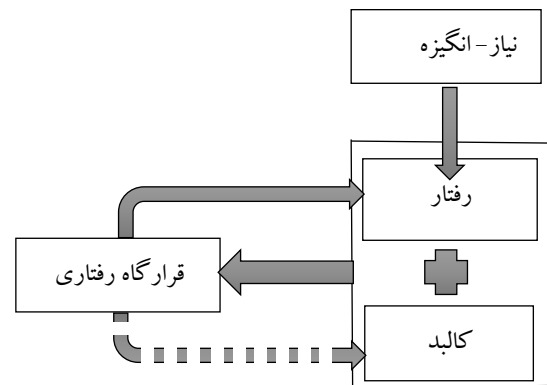 نیاز - انگیزه
رفتار
قرارگاه رفتاری
کالبد